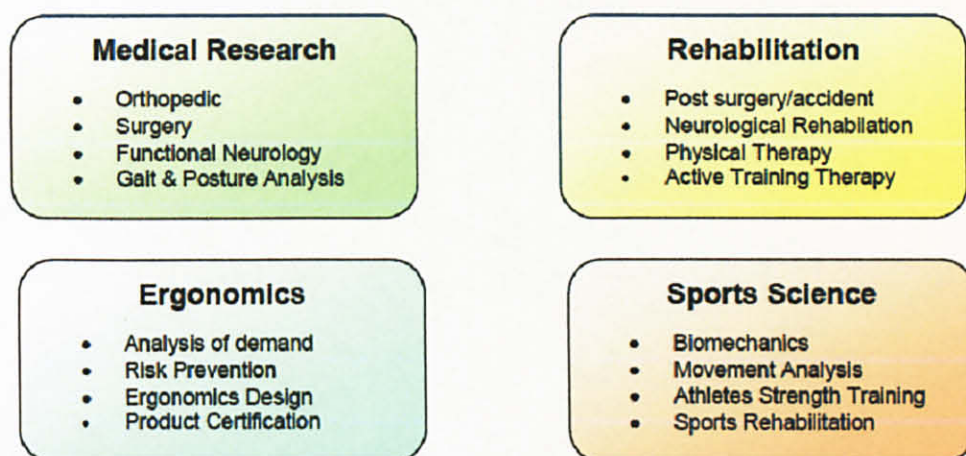 Medical Research
• Orthopedic
• Surgery
• Functional Neurology
• Gait & Posture Analysis
Rehabilitation
• Post surgery/accident
• Neurological Rehabilation
• Physical Therapy
• Active Training Therapy
Ergonomics
• Analysis of demand
• Risk Prevention
• Ergonomics Design
• Product Certification
Sports Science
• Biomechanics
• Movement Analysis
• Athletes Strength Training
• Sports Rehabilitation